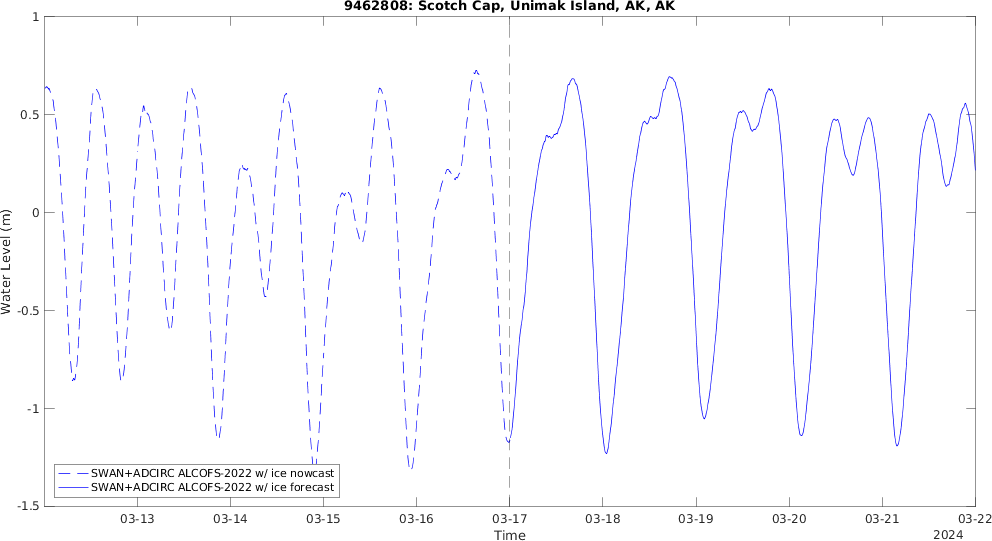 9462808: Scotch Cap, Unimak Island, AK, AK
1
0.5
0
-0.5
-1
-1.5
Water Level (m)
SWAN+ADCIRC ALCOFS-2022 w/ ice nowcast
SWAN+ADCIRC ALCOFS-2022 w/ ice forecast
03-13 03-14 03-15 03-16 03-17 03-18 03-19 03-20 03-21 03-22
Time
2024